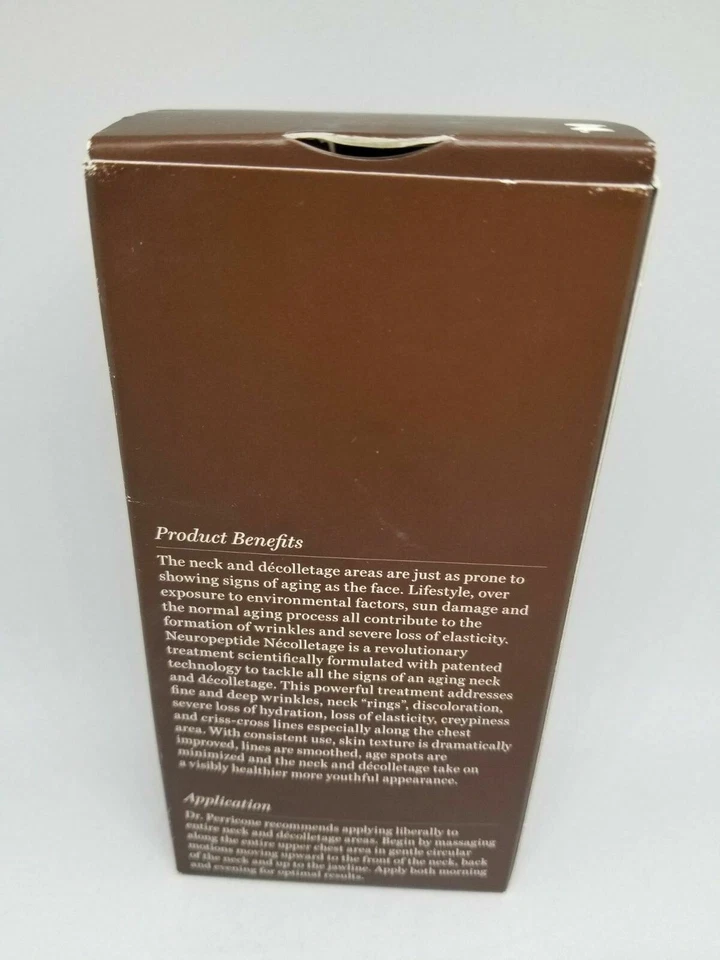 Product Benefits
The neck and décolletage areas are just as prone to
showing signs of aging as the face. Lifestyle, over
exposure to environmental factors, sun damage and
the normal aging process all contribute to the
formation of wrinkles and severe loss of elasticity.
Neuropeptide Nécolletage is a revolutionary
treatment scientifically formulated with patented
technology to tackle all the signs of an aging neck
and décolletage. This powerful treatment addresses
fine and deep wrinkles, neck "rings", discoloration,
severe loss of hydration, loss of elasticity, creypiness
and criss-cross lines especially along the chest
area. With consistent use, skin texture is dramatically
improved, lines are smoothed, age spots are
minimized and the neck and décolletage take on
a visibly healthier more youthful appearance.
Application
Dr. Perricone recommends applying liberally to
entire neck and décolletage areas. Begin by massaging
along the entire upper chest area in gentle circular
motions moving upward to the front of the neck, back
of the neck and up to the jawline. Apply both morning
and evening for optimal results.